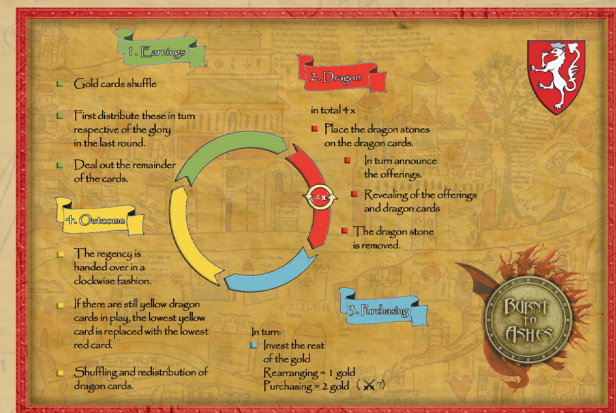 1. Earnings
Gold cards shuffle
First distribute these in turn
respective of the glory
in the last round.
Deal out the remainder
of the cards.
2. Dragon
in total 4x
Place the dragon stones
on the dragon cards.
In turn announce
the offerings.
Revealing of the offerings
and dragon cards
The dragon stone
is removed.
4x
3. Purchasing
In turn:
Invest the rest
of the gold
Rearranging = 1 gold
Purchasing = 2 gold ( ?)
4. Outcome
The regency is
handed over in a
clockwise fashion.
If there are still yellow dragon
cards in play, the lowest yellow
card is replaced with the lowest
red card.
Shuffling and redistribution of
dragon cards.
BURNT
TO
ASHES